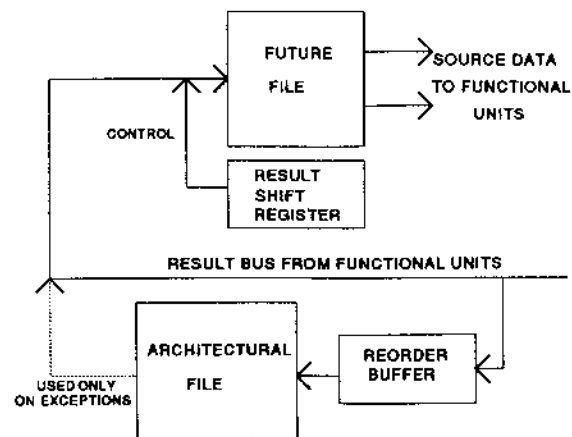 FUTURE
FILE
SOURCE DATA
TO FUNCTIONAL
UNITS
CONTROL
RESULT
SHIFT
REGISTER
RESULT BUS FROM FUNCTIONAL UNITS
ARCHITECTURAL
FILE
REORDER
BUFFER
USED ONLY
ON EXCEPTIONS